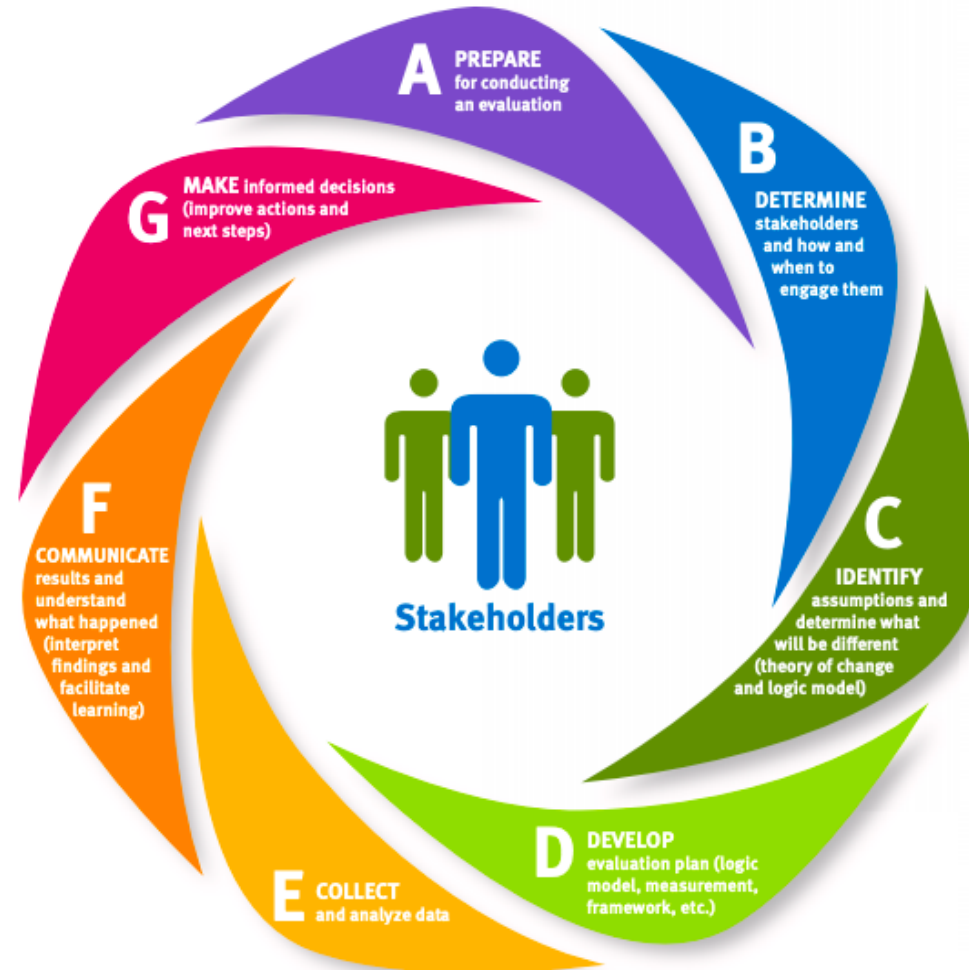 A
PREPARE
for conducting
an evaluation
B
DETERMINE
stakeholders
and how and
when to
engage them
C
IDENTIFY
assumptions and
determine what
will be different
(theory of change
and logic model)
D
DEVELOP
evaluation plan (logic
model, measurement,
framework, etc.)
E
COLLECT
and analyze data
F
COMMUNICATE
results and
understand
what happened
(interpret
findings and
facilitate
learning)
G
MAKE informed decisions
(improve actions and
next steps)
Stakeholders